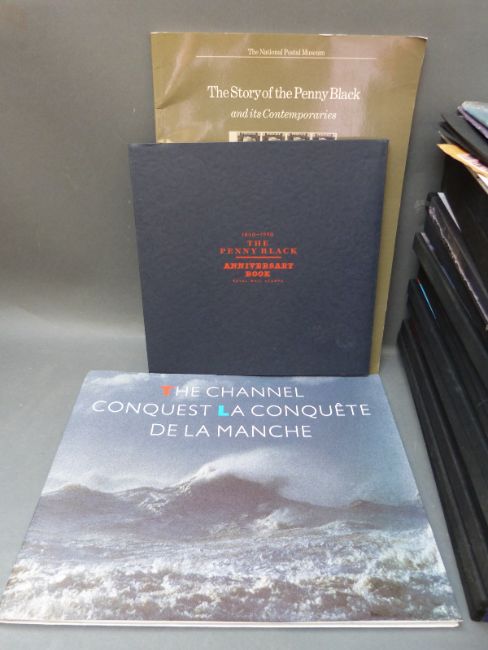 The National Postal Museum
The Story of the Penny Black
and its Contemporaries
1840–1990
THE
PENNY BLACK
ANNIVERSARY
BOOK
ROYAL MAIL STAMPS
THE CHANNEL
CONQUEST LA CONQUÊTE
DE LA MANCHE